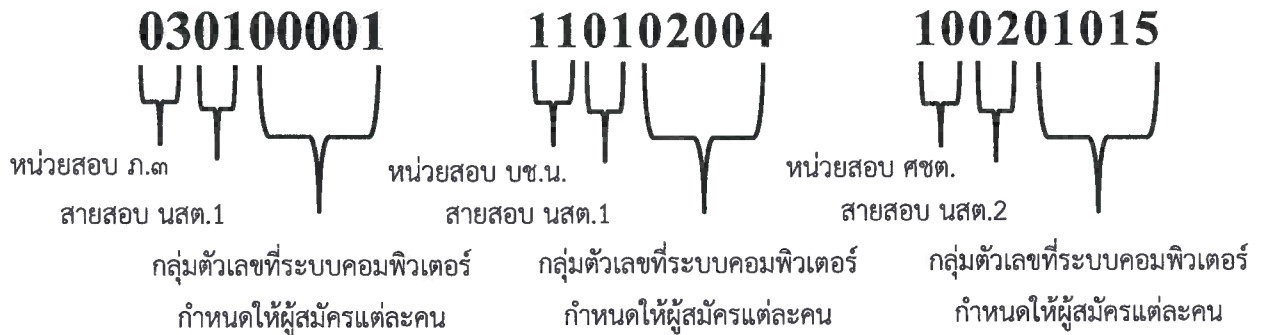 030100001 110102004 100201015
หน่วยสอบ ภ.๓ หน่วยสอบ บช.น. หน่วยสอบ ศชต.
สายสอบ นสต.1 สายสอบ นสต.1 สายสอบ นสต.2
กลุ่มตัวเลขที่ระบบคอมพิวเตอร์ กลุ่มตัวเลขที่ระบบคอมพิวเตอร์ กลุ่มตัวเลขที่ระบบคอมพิวเตอร์
กำหนดให้ผู้สมัครแต่ละคน กำหนดให้ผู้สมัครแต่ละคน กำหนดให้ผู้สมัครแต่ละคน